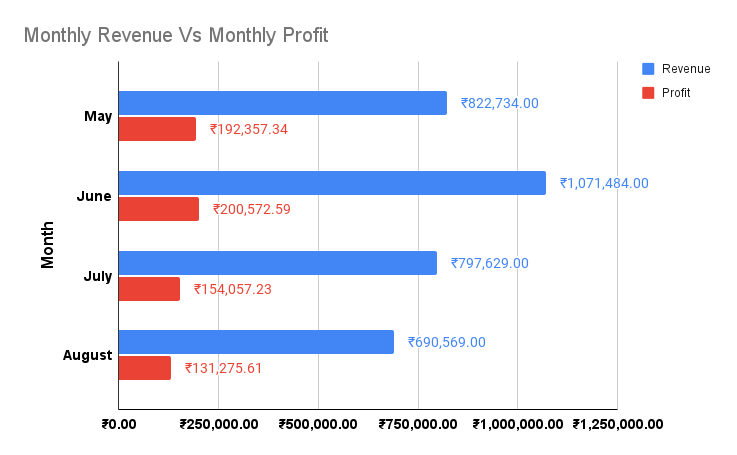 Monthly Revenue Vs Monthly Profit
Revenue
Profit
Month
May
₹822,734.00
₹192,357.34
June
₹1,071,484.00
₹200,572.59
July
₹797,629.00
₹154,057.23
August
₹690,569.00
₹131,275.61
₹0.00 ₹250,000.00 ₹500,000.00 ₹750,000.00 ₹1,000,000.00 ₹1,250,000.00